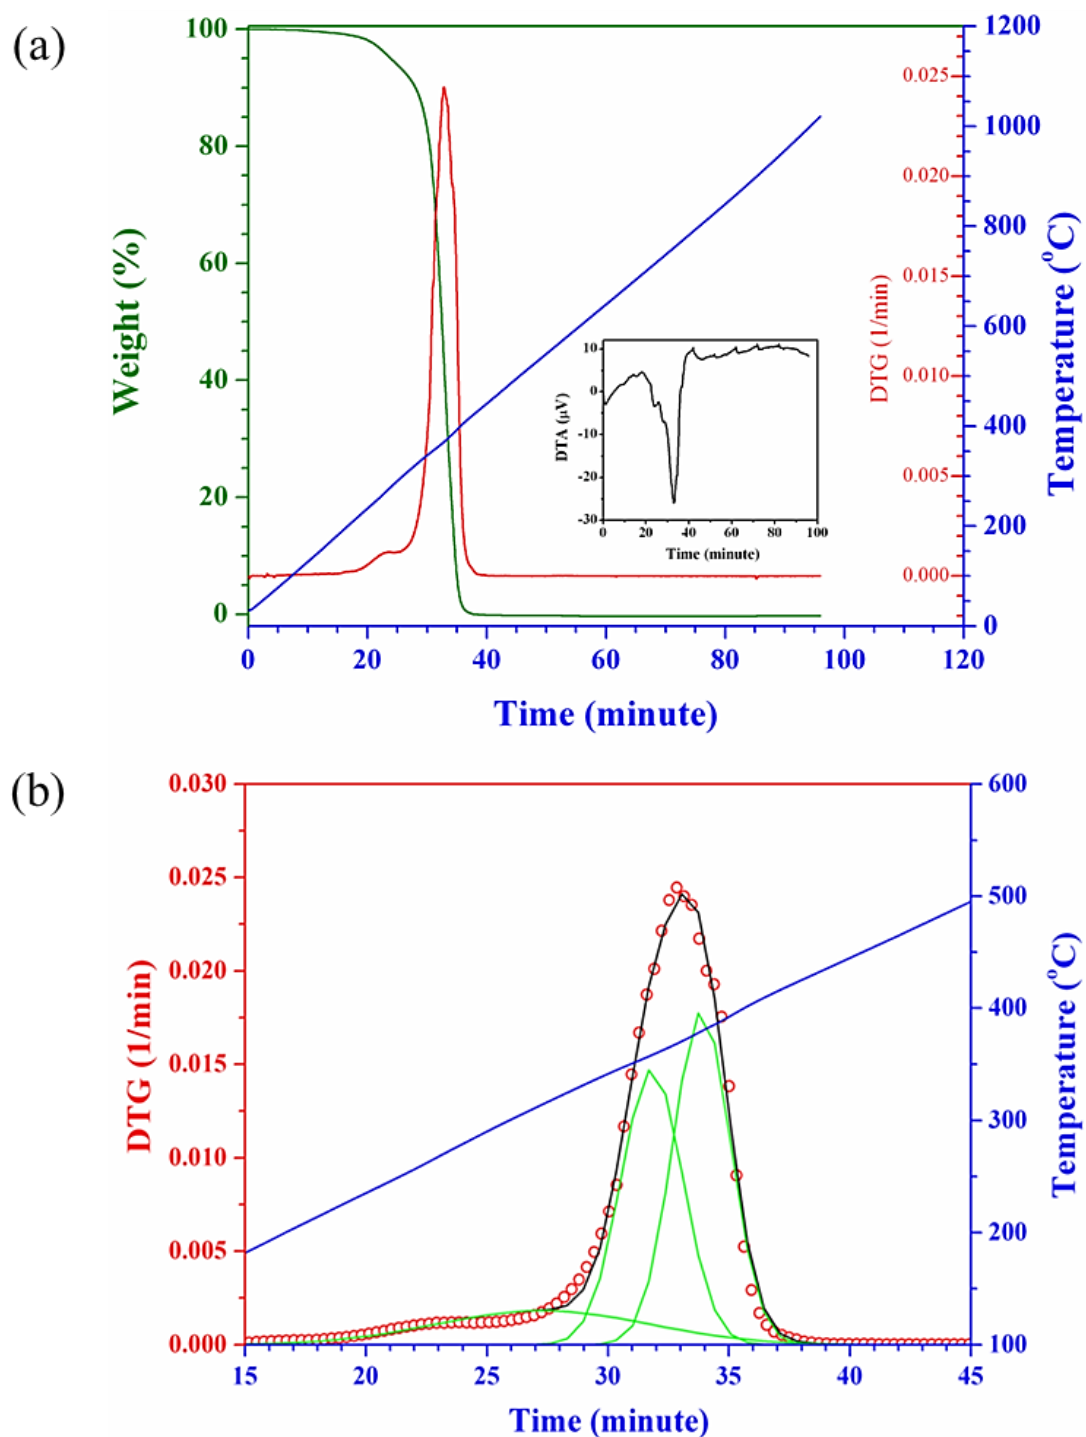 (a)
100
80
60
40
20
0
Weight (%)
0 20 40 60 80 100 120
Time (minute)
1200
1000
800
600
400
200
0
Temperature (°C)
0.025
0.020
0.015
0.010
0.005
0.000
DTG (1/min)
10
0
-10
-20
-30
DTA (μV)
0 20 40 60 80 100
Time (minute)
(b)
0.030
0.025
0.020
0.015
0.010
0.005
0.000
DTG (1/min)
15 20 25 30 35 40 45
Time (minute)
600
500
400
300
200
100
Temperature (°C)